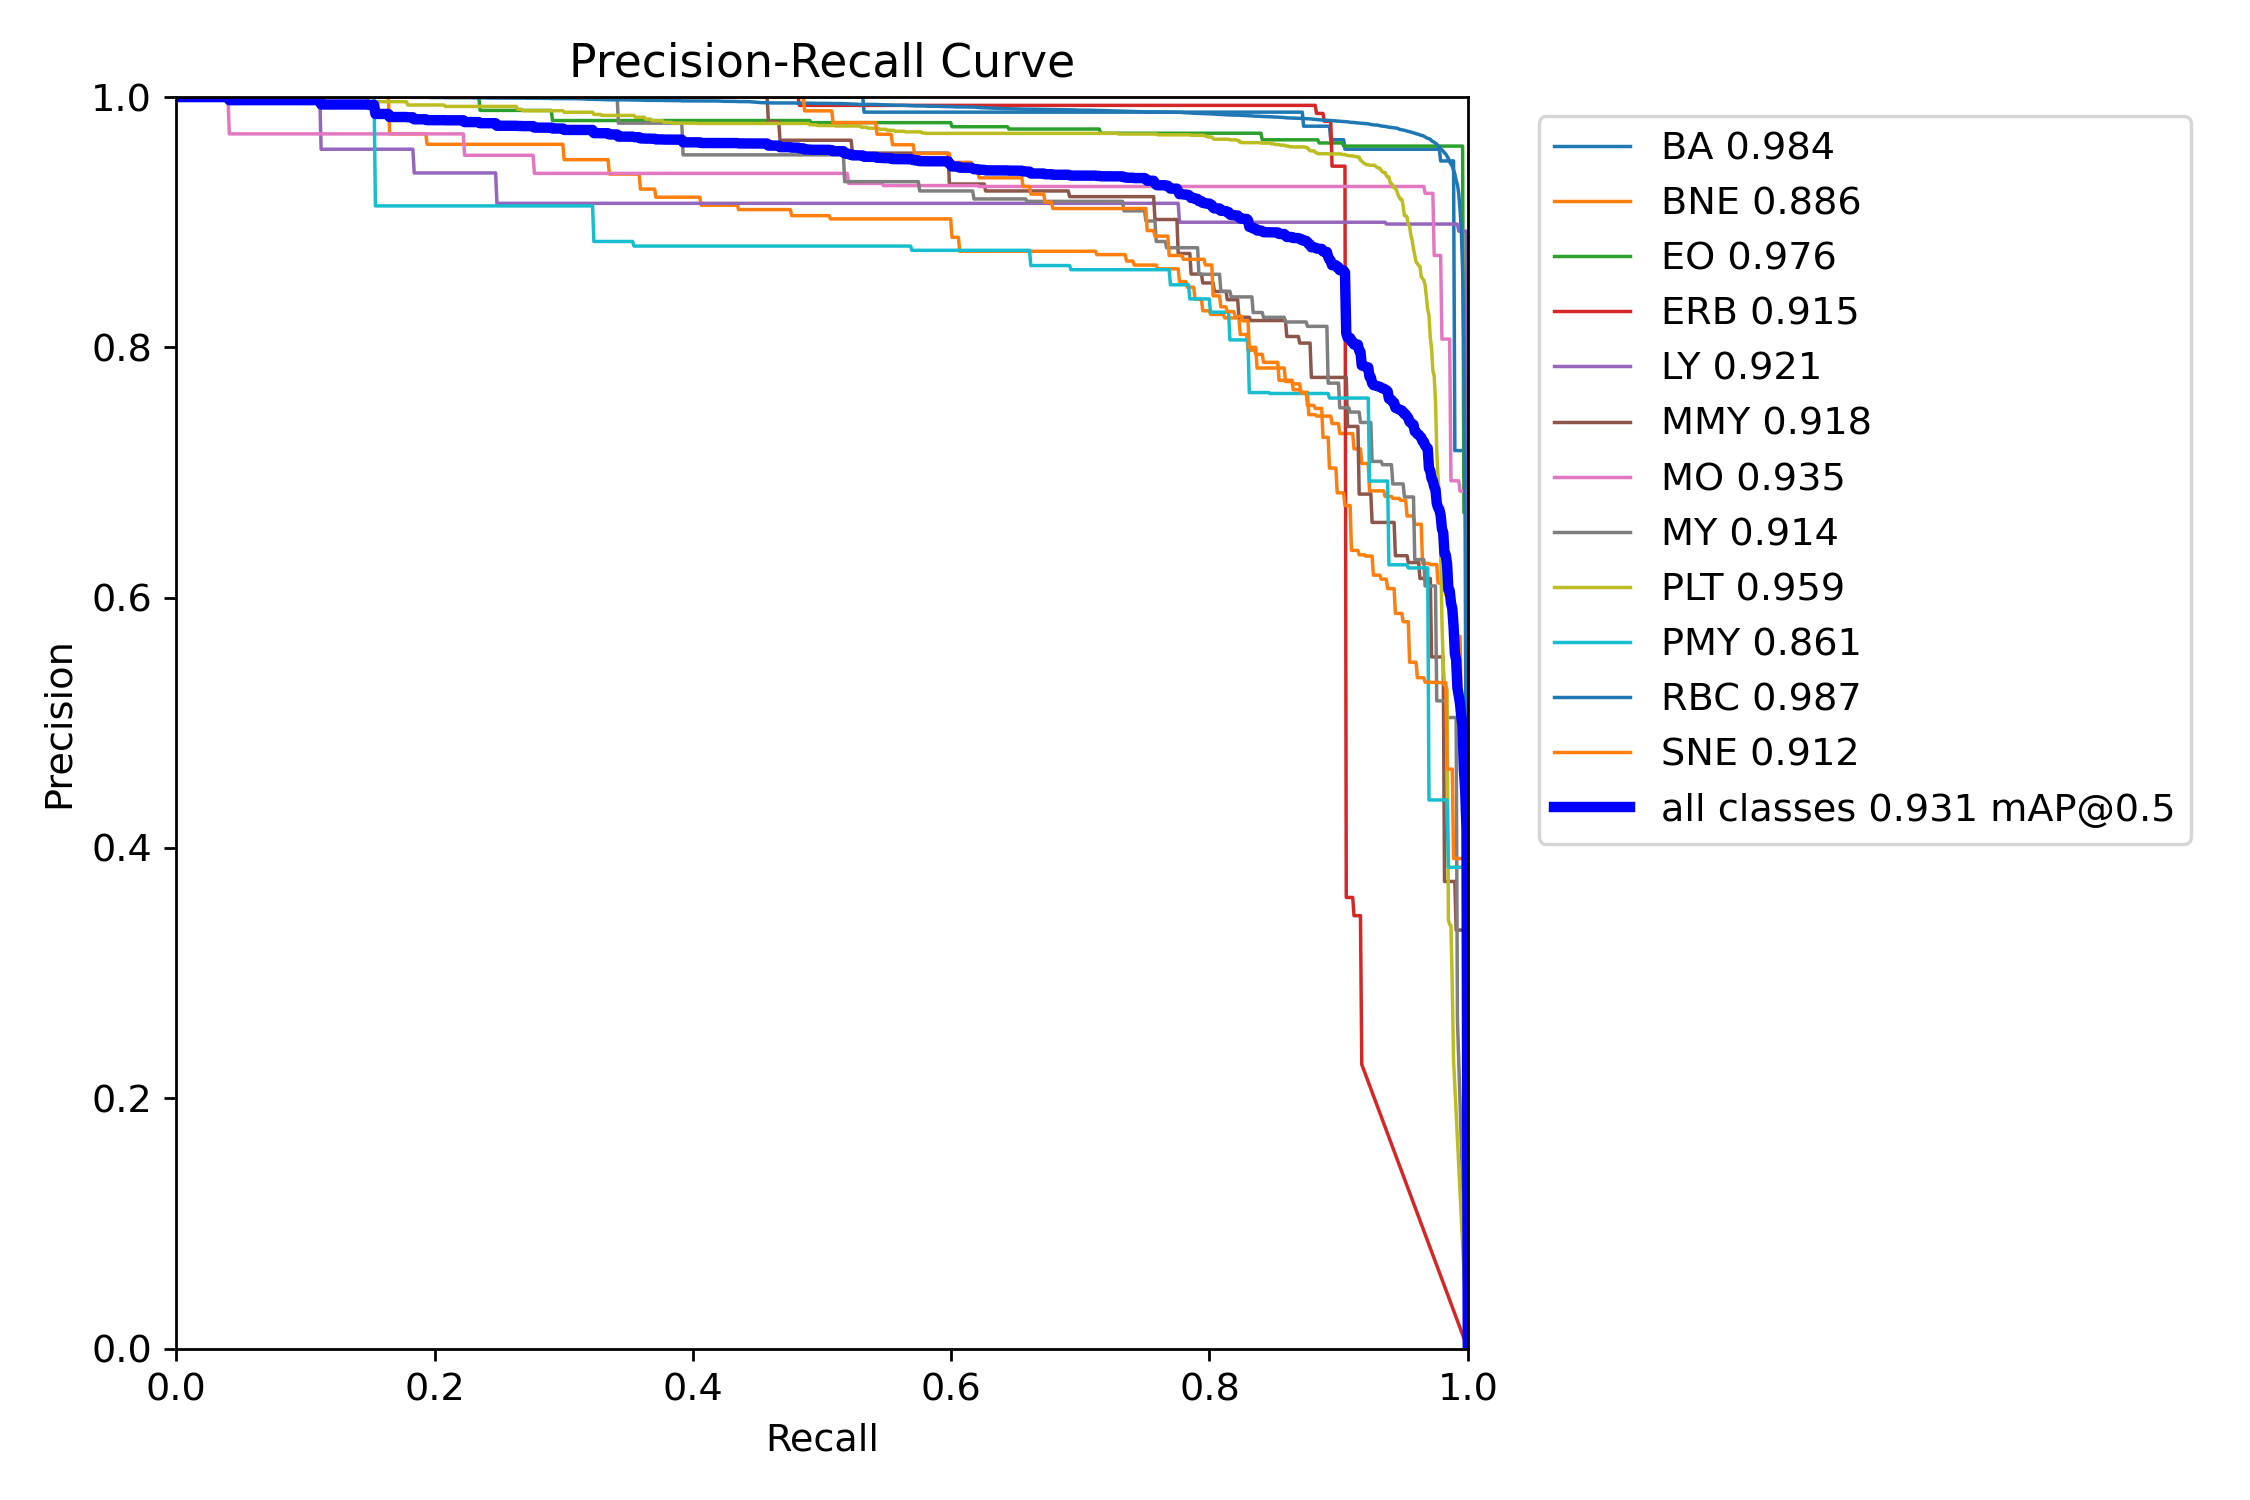 Precision-Recall Curve
1.0
0.8
0.6
0.4
0.2
0.0
Precision
0.0 0.2 0.4 0.6 0.8 1.0
Recall
BA 0.984
BNE 0.886
EO 0.976
ERB 0.915
LY 0.921
MMY 0.918
MO 0.935
MY 0.914
PLT 0.959
PMY 0.861
RBC 0.987
SNE 0.912
all classes 0.931 mAP@0.5